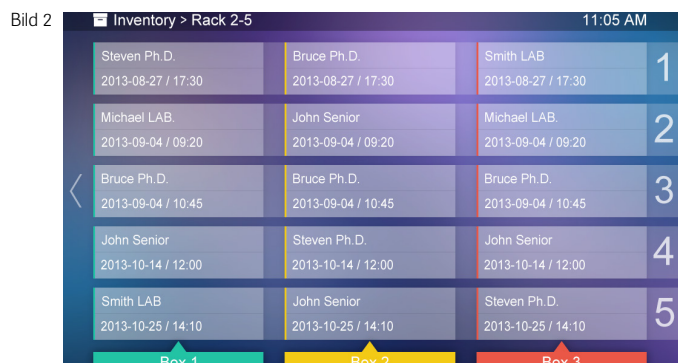 Bild 2
Inventory > Rack 2-5 11:05 AM
Steven Ph.D. Bruce Ph.D. Smith LAB 1
2013-08-27 / 17:30 2013-08-27 / 17:30 2013-08-27 / 17:30
Michael LAB. John Senior Michael LAB. 2
2013-09-04 / 09:20 2013-09-04 / 09:20 2013-09-04 / 09:20
Bruce Ph.D. Bruce Ph.D. Bruce Ph.D. 3
2013-09-04 / 10:45 2013-09-04 / 10:45 2013-09-04 / 10:45
John Senior Steven Ph.D. John Senior 4
2013-10-14 / 12:00 2013-10-14 / 12:00 2013-10-14 / 12:00
Smith LAB John Senior Steven Ph.D. 5
2013-10-25 / 14:10 2013-10-25 / 14:10 2013-10-25 / 14:10
Box 1 Box 2 Box 3